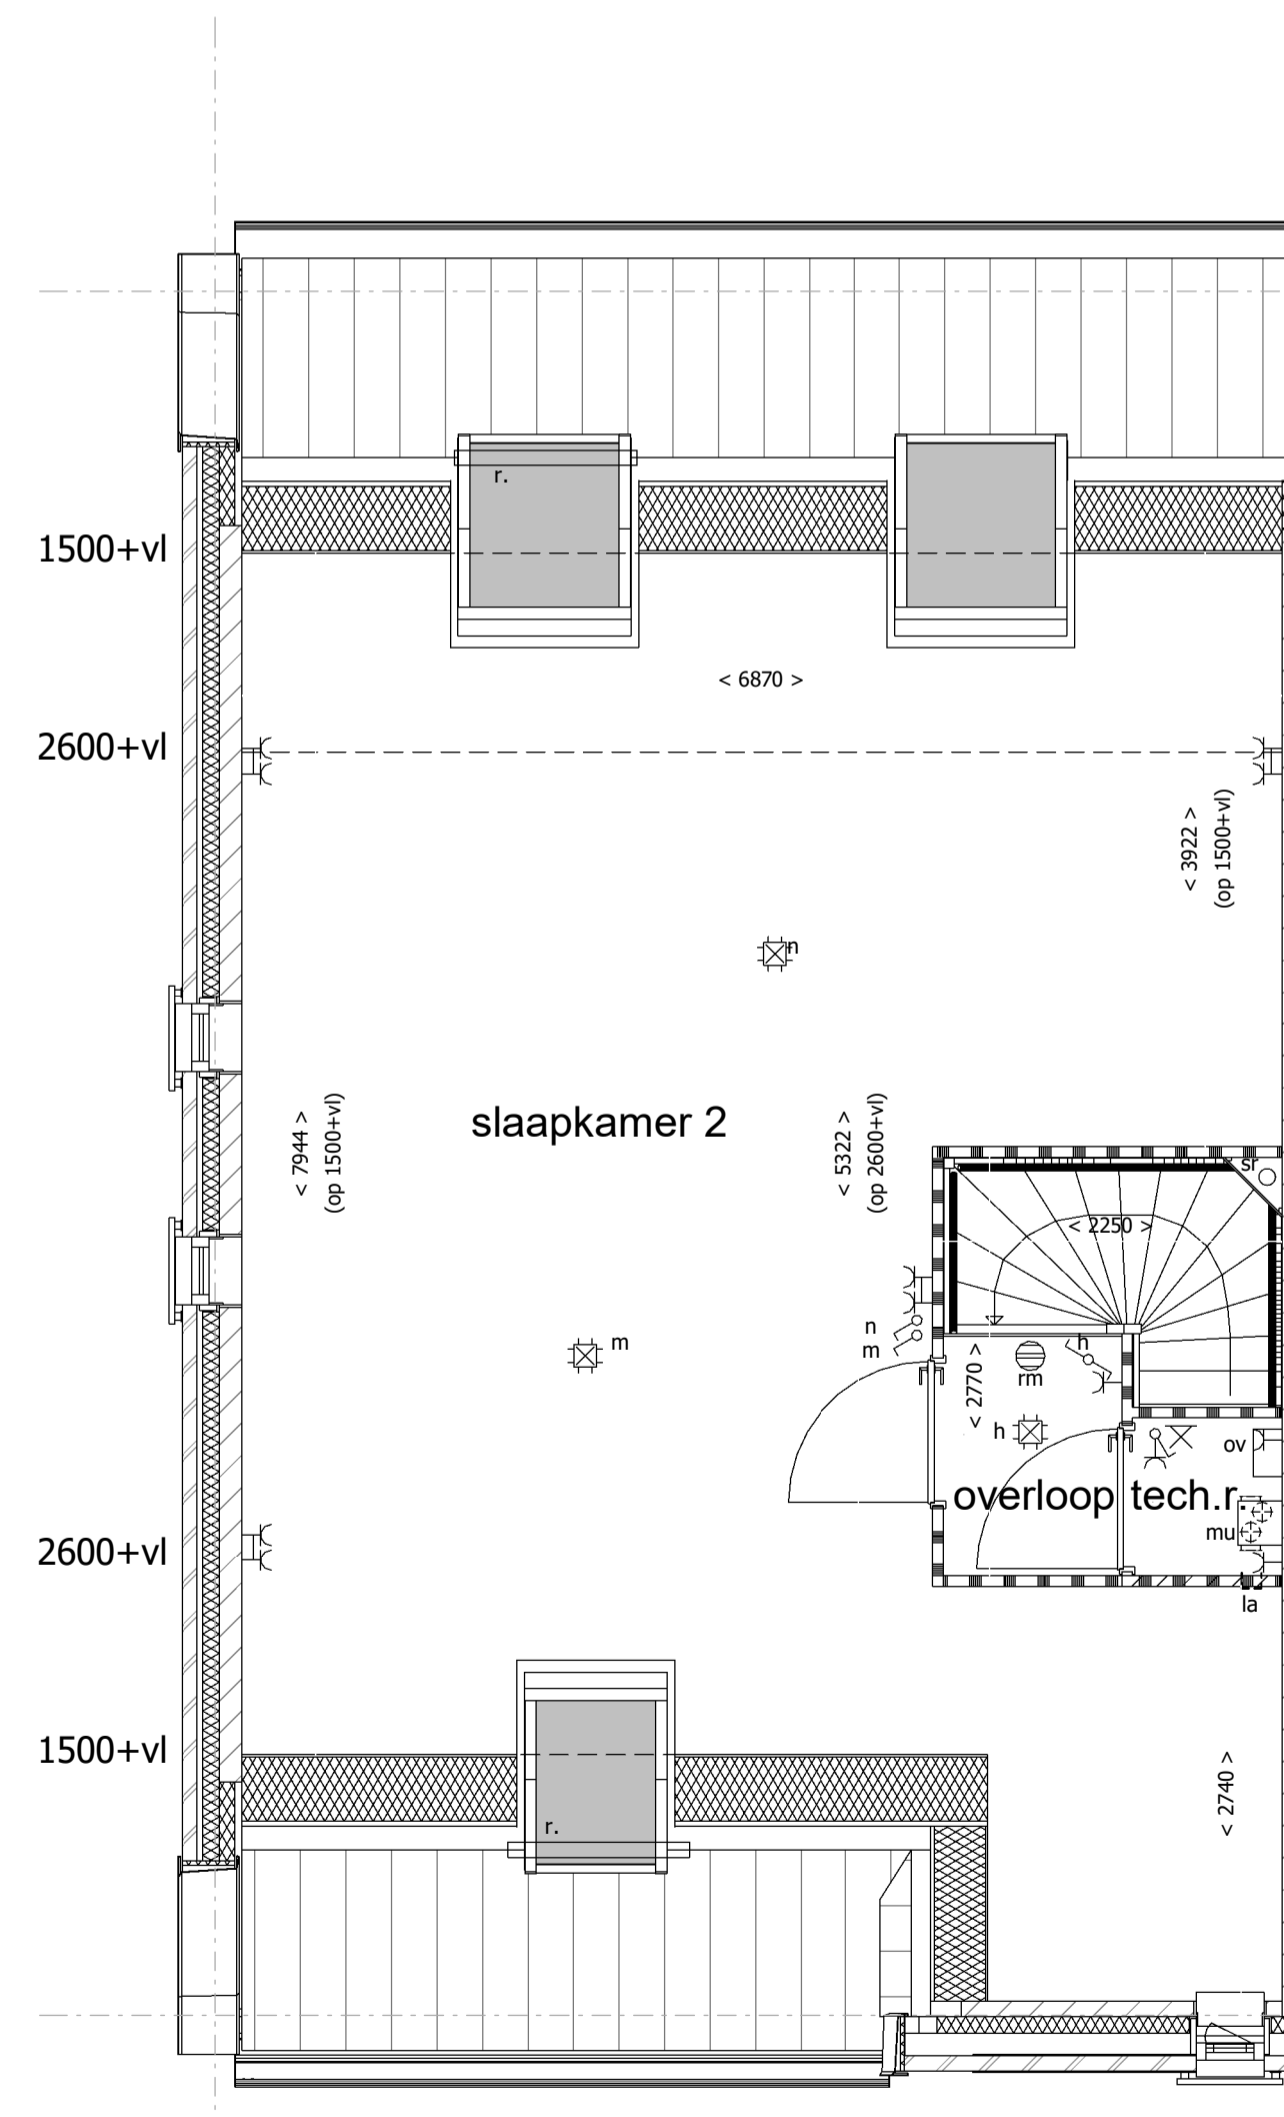 r.
1500+vl
< 6870 >
2600+vl
< 3922 >
(op 1500+vl)
n
< 7944 >
(op 1500+vl)
slaapkamer 2
< 5322 >
(op 2600+vl)
sr
< 2250 >
n
m
m
h
< 2770 >
rm
h
ov
overloop
tech.r.
mu
2600+vl
la
1500+vl
< 2740 >
r.